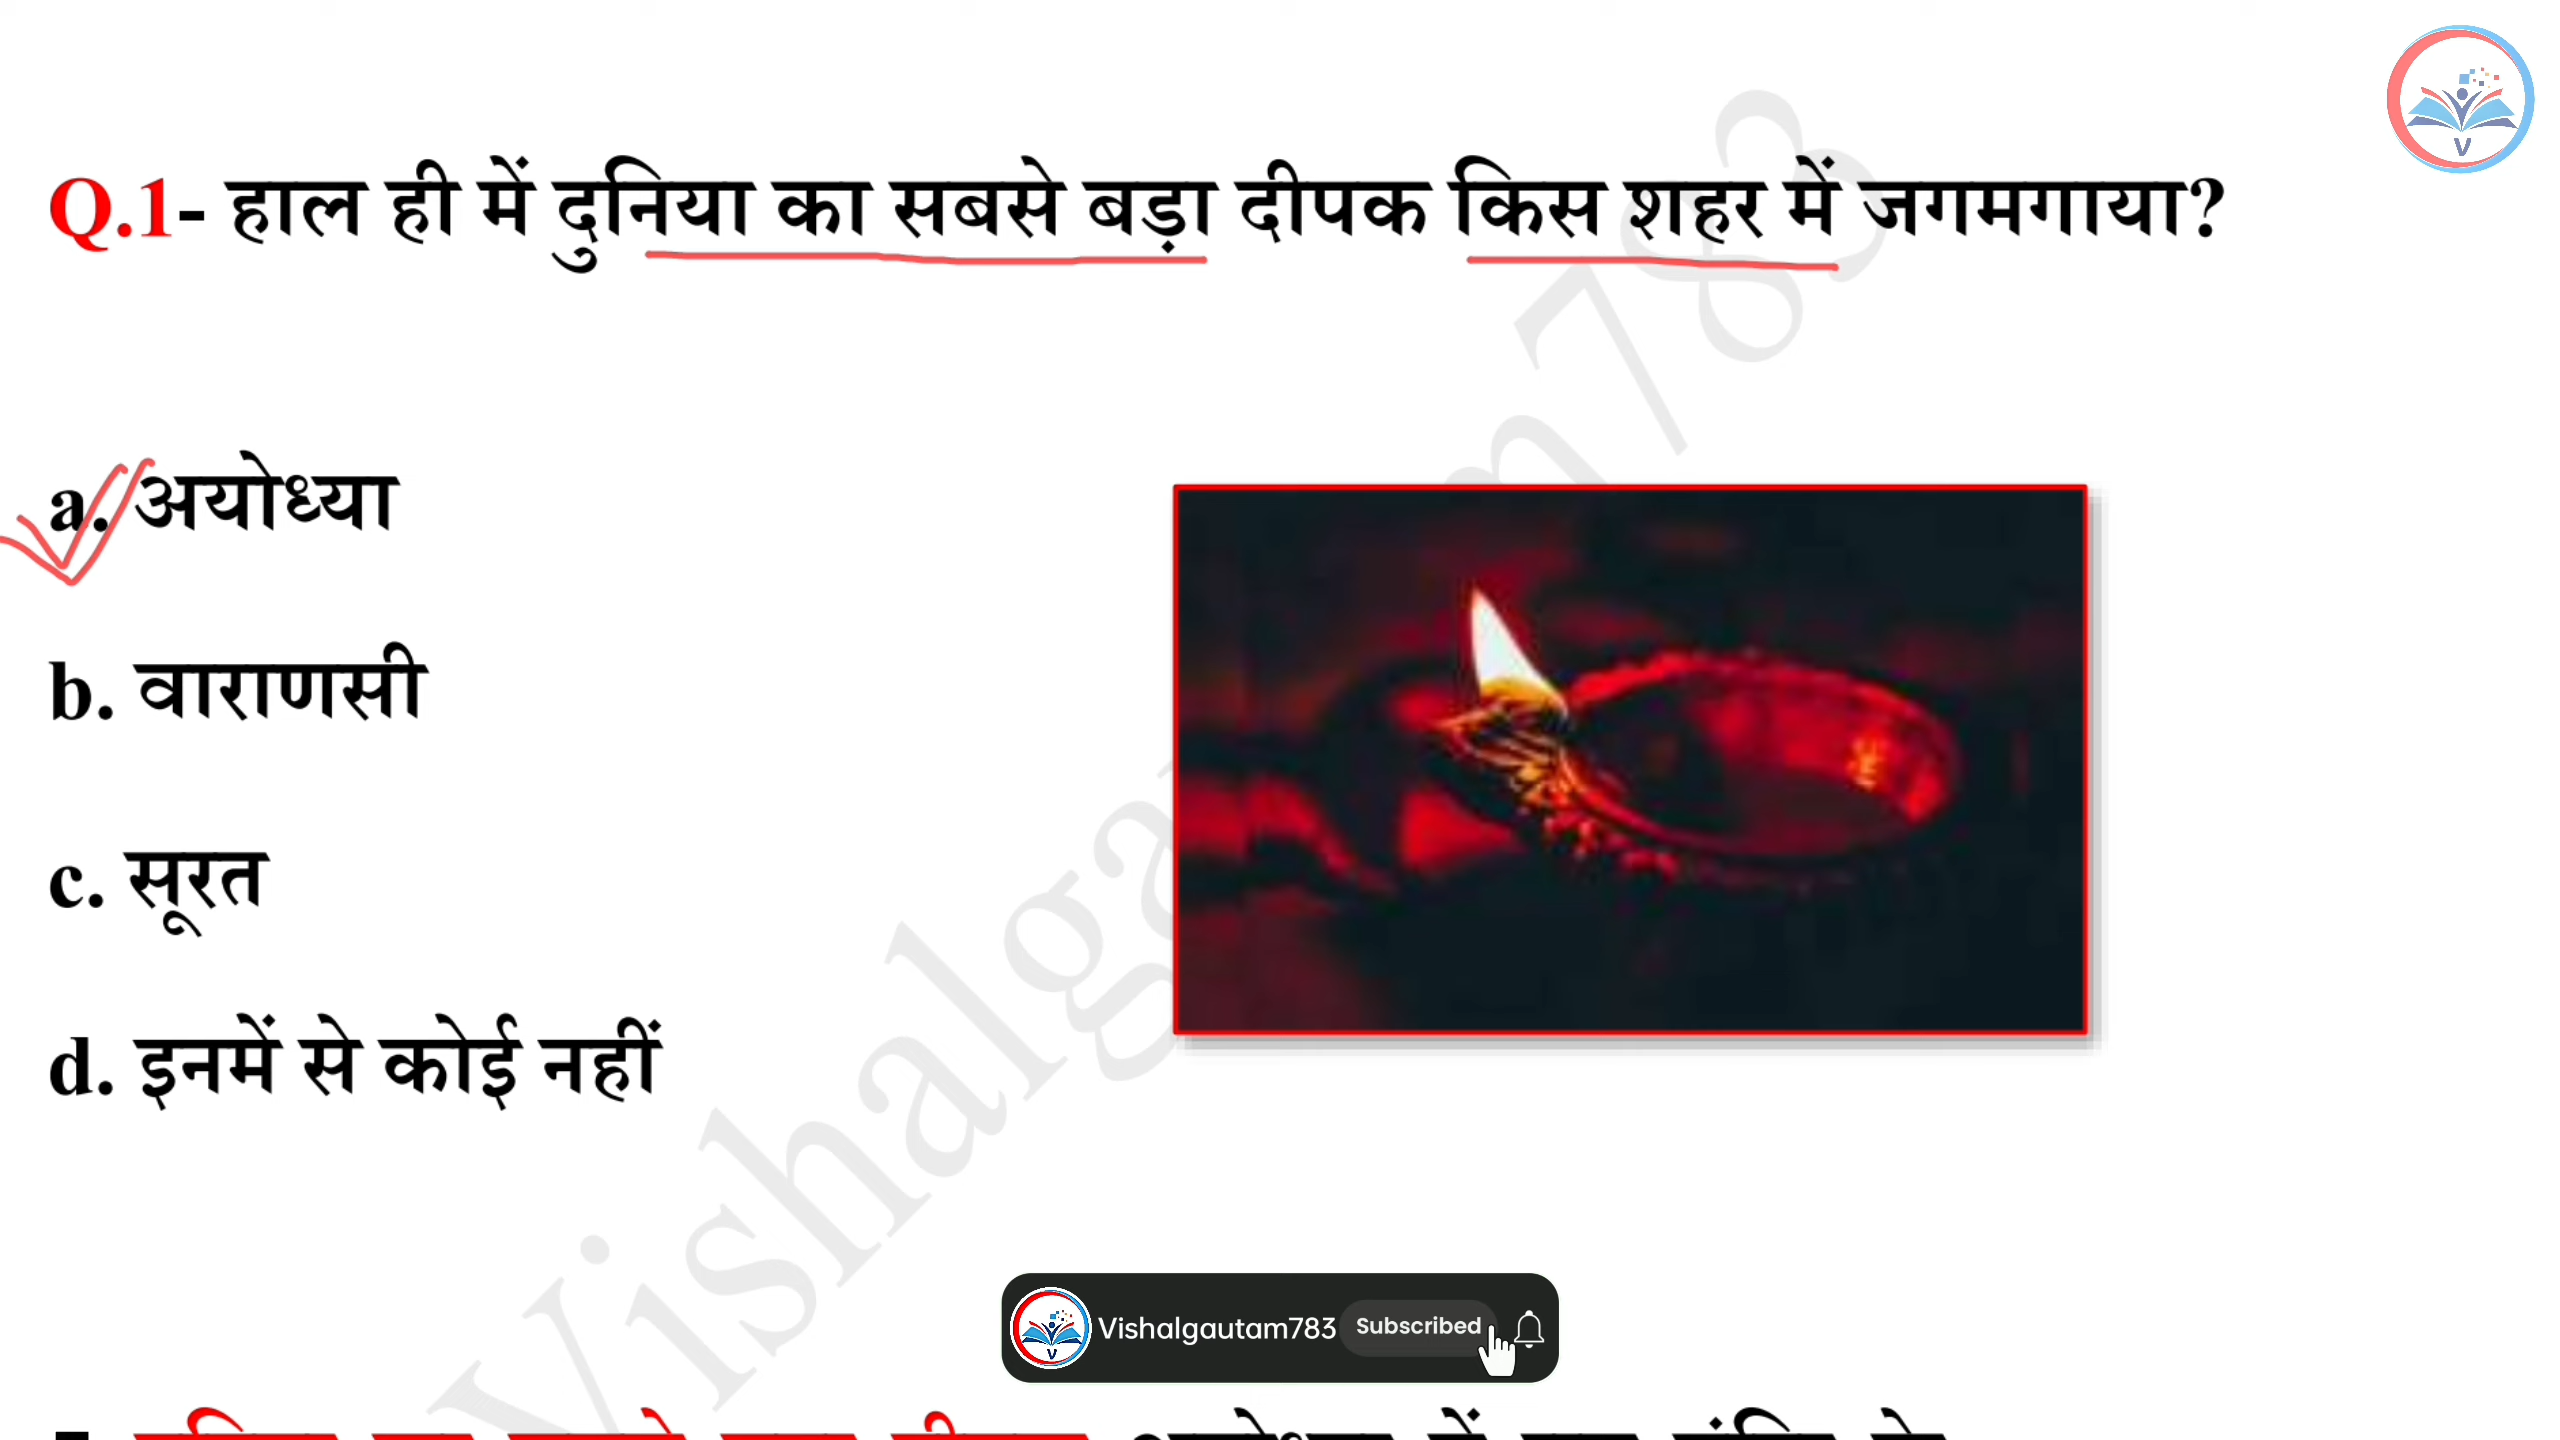 Q.1- हाल ही में दुनिया का सबसे बड़ा दीपक किस शहर में जगमगाया?
a. अयोध्या
b. वाराणसी
c. सूरत
d. इनमें से कोई नहीं
Vishalgautam783 Subscribed
V